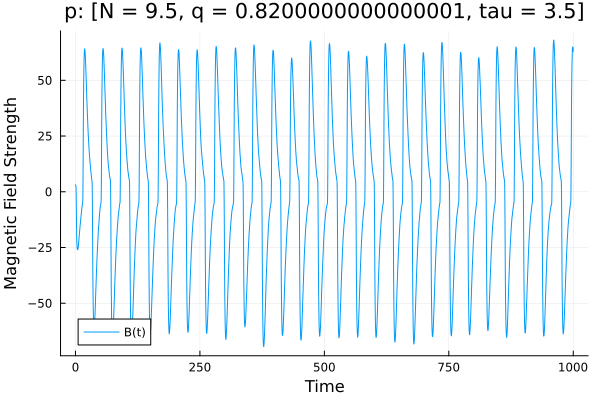 p: [N = 9.5, q = 0.8200000000000001, tau = 3.5]
Magnetic Field Strength
50
25
0
−25
−50
B(t)
0
250
500
750
1000
Time